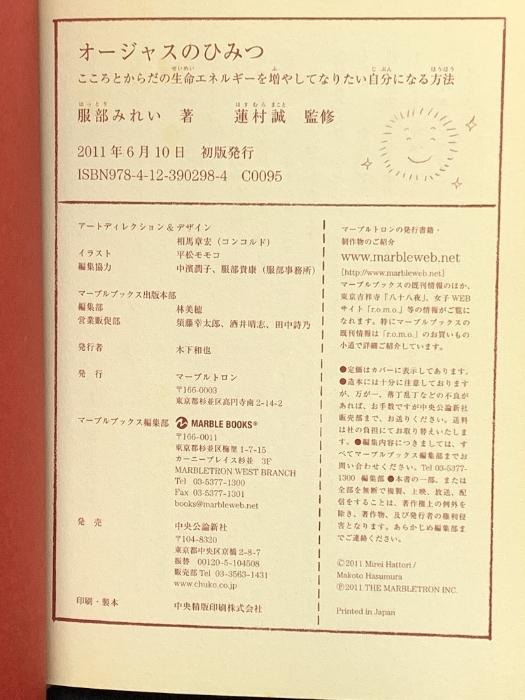 オージャスのひみつ
こころとからだの生命エネルギーを増やしてなりたい自分になる方法
服部みれい 著 蓮村誠 監修
2011年6月10日 初版発行
ISBN978-4-12-390298-4 C0095
アートディレクション&デザイン
相馬章宏（コンコルド）
イラスト 平松モモコ
編集協力 中濱潤子、服部貴康（服部事務所）
マーブルブックス出版本部
編集部 林美穂
営業販促部 須藤幸太郎、酒井晴志、田中詩乃
発行者 木下和也
発行 マーブルトロン
〒166-0003
東京都杉並区高円寺南2-14-2
マーブルブックス編集部 MARBLE BOOKS®
〒166-0011
東京都杉並区梅里1-7-15
カーニープレイス杉並 3F
MARBLETRON WEST BRANCH
Tel 03-5377-1300
Fax 03-5377-1301
books@marbleweb.net
発売 中央公論新社
〒104-8320
東京都中央区京橋2-8-7
振替 00120-5-104508
販売部 Tel 03-3563-1431
www.chuko.co.jp
印刷・製本 中央精版印刷株式会社
マーブルトロンの発行書籍・
制作物のご紹介
www.marbleweb.net
[http://www.marbleweb.net]
マーブルブックスの既刊情報のほか、
東京吉祥寺「八十八夜」、女子WEB
サイト「r.o.m.o.」等の情報がご覧に
なれます。特にマーブルブックスの
既刊情報は「r.o.m.o.」のお買いもの
小道で詳細ご紹介しています。
●定価はカバーに表示してあります。
●造本には十分に注意しております
が、万が一、落丁乱丁などの不良が
あれば、お手数ですが中央公論新社
販売部まで、お送りください。送料
は社の負担にてお取り替えいたしま
す。●編集内容につきましては、す
べてマーブルブックス編集部までお
問い合わせください。Tel 03-5377-
1300 編集部 ●本書の一部、または
全部を無断で複製、上映、放送、配
信をすることは、著作権上の例外を
除き、著作物、及び発行者の権利侵
害となります。あらかじめ編集部ま
でご連絡ください。
©2011 Mirei Hattori /
Makoto Hasumura
Ⓟ2011 THE MARBLETRON INC.
Printed in Japan